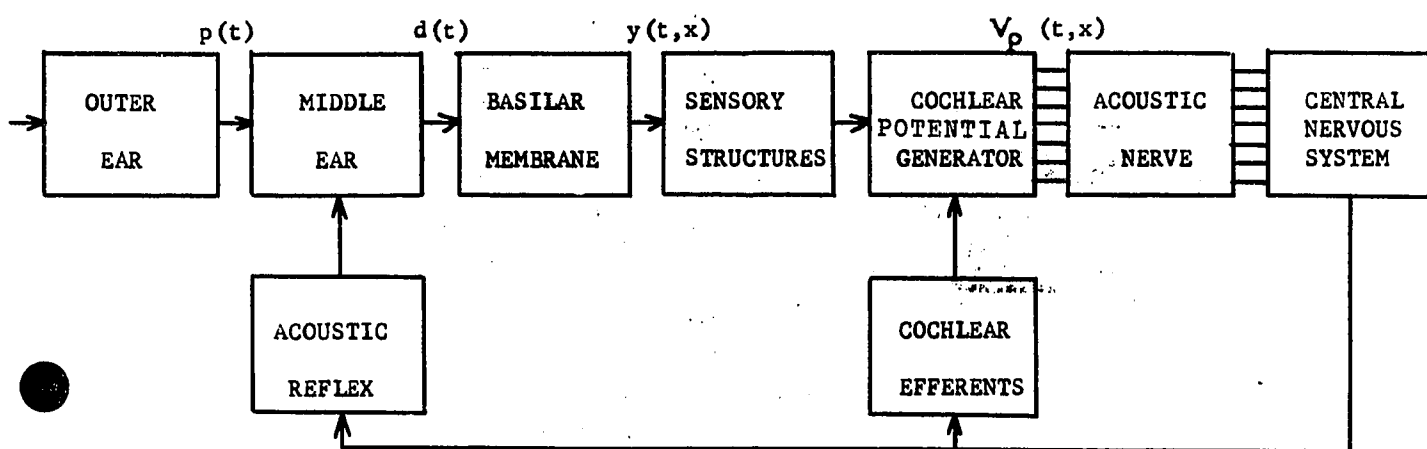 p(t) d(t) y(t,x) Vp (t,x)
OUTER
EAR
MIDDLE
EAR
BASILAR
MEMBRANE
SENSORY
STRUCTURES
COCHLEAR
POTENTIAL
GENERATOR
ACOUSTIC
NERVE
CENTRAL
NERVOUS
SYSTEM
ACOUSTIC
REFLEX
COCHLEAR
EFFERENTS